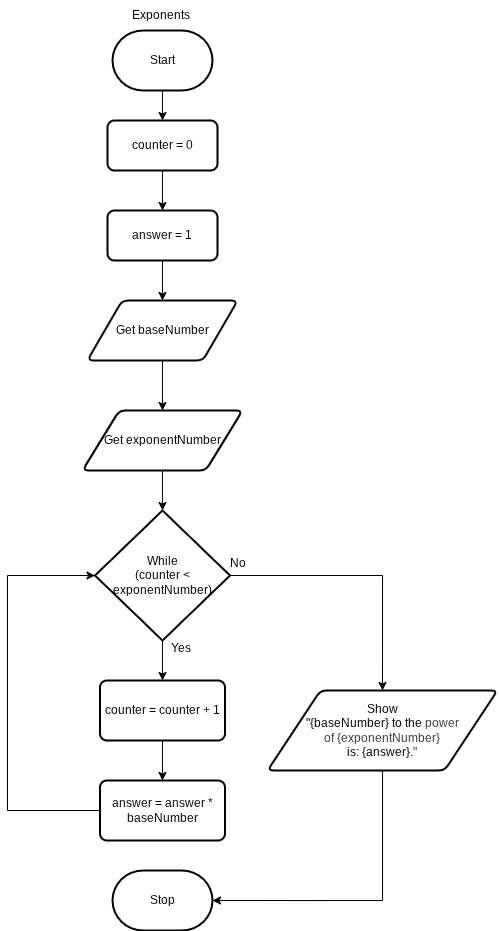 Exponents
Start
counter = 0
answer = 1
Get baseNumber
Get exponentNumber
While
(counter <
exponentNumber)
No
Yes
counter = counter + 1
answer = answer *
baseNumber
Show
"{baseNumber} to the power
of {exponentNumber}
is: {answer}."
Stop